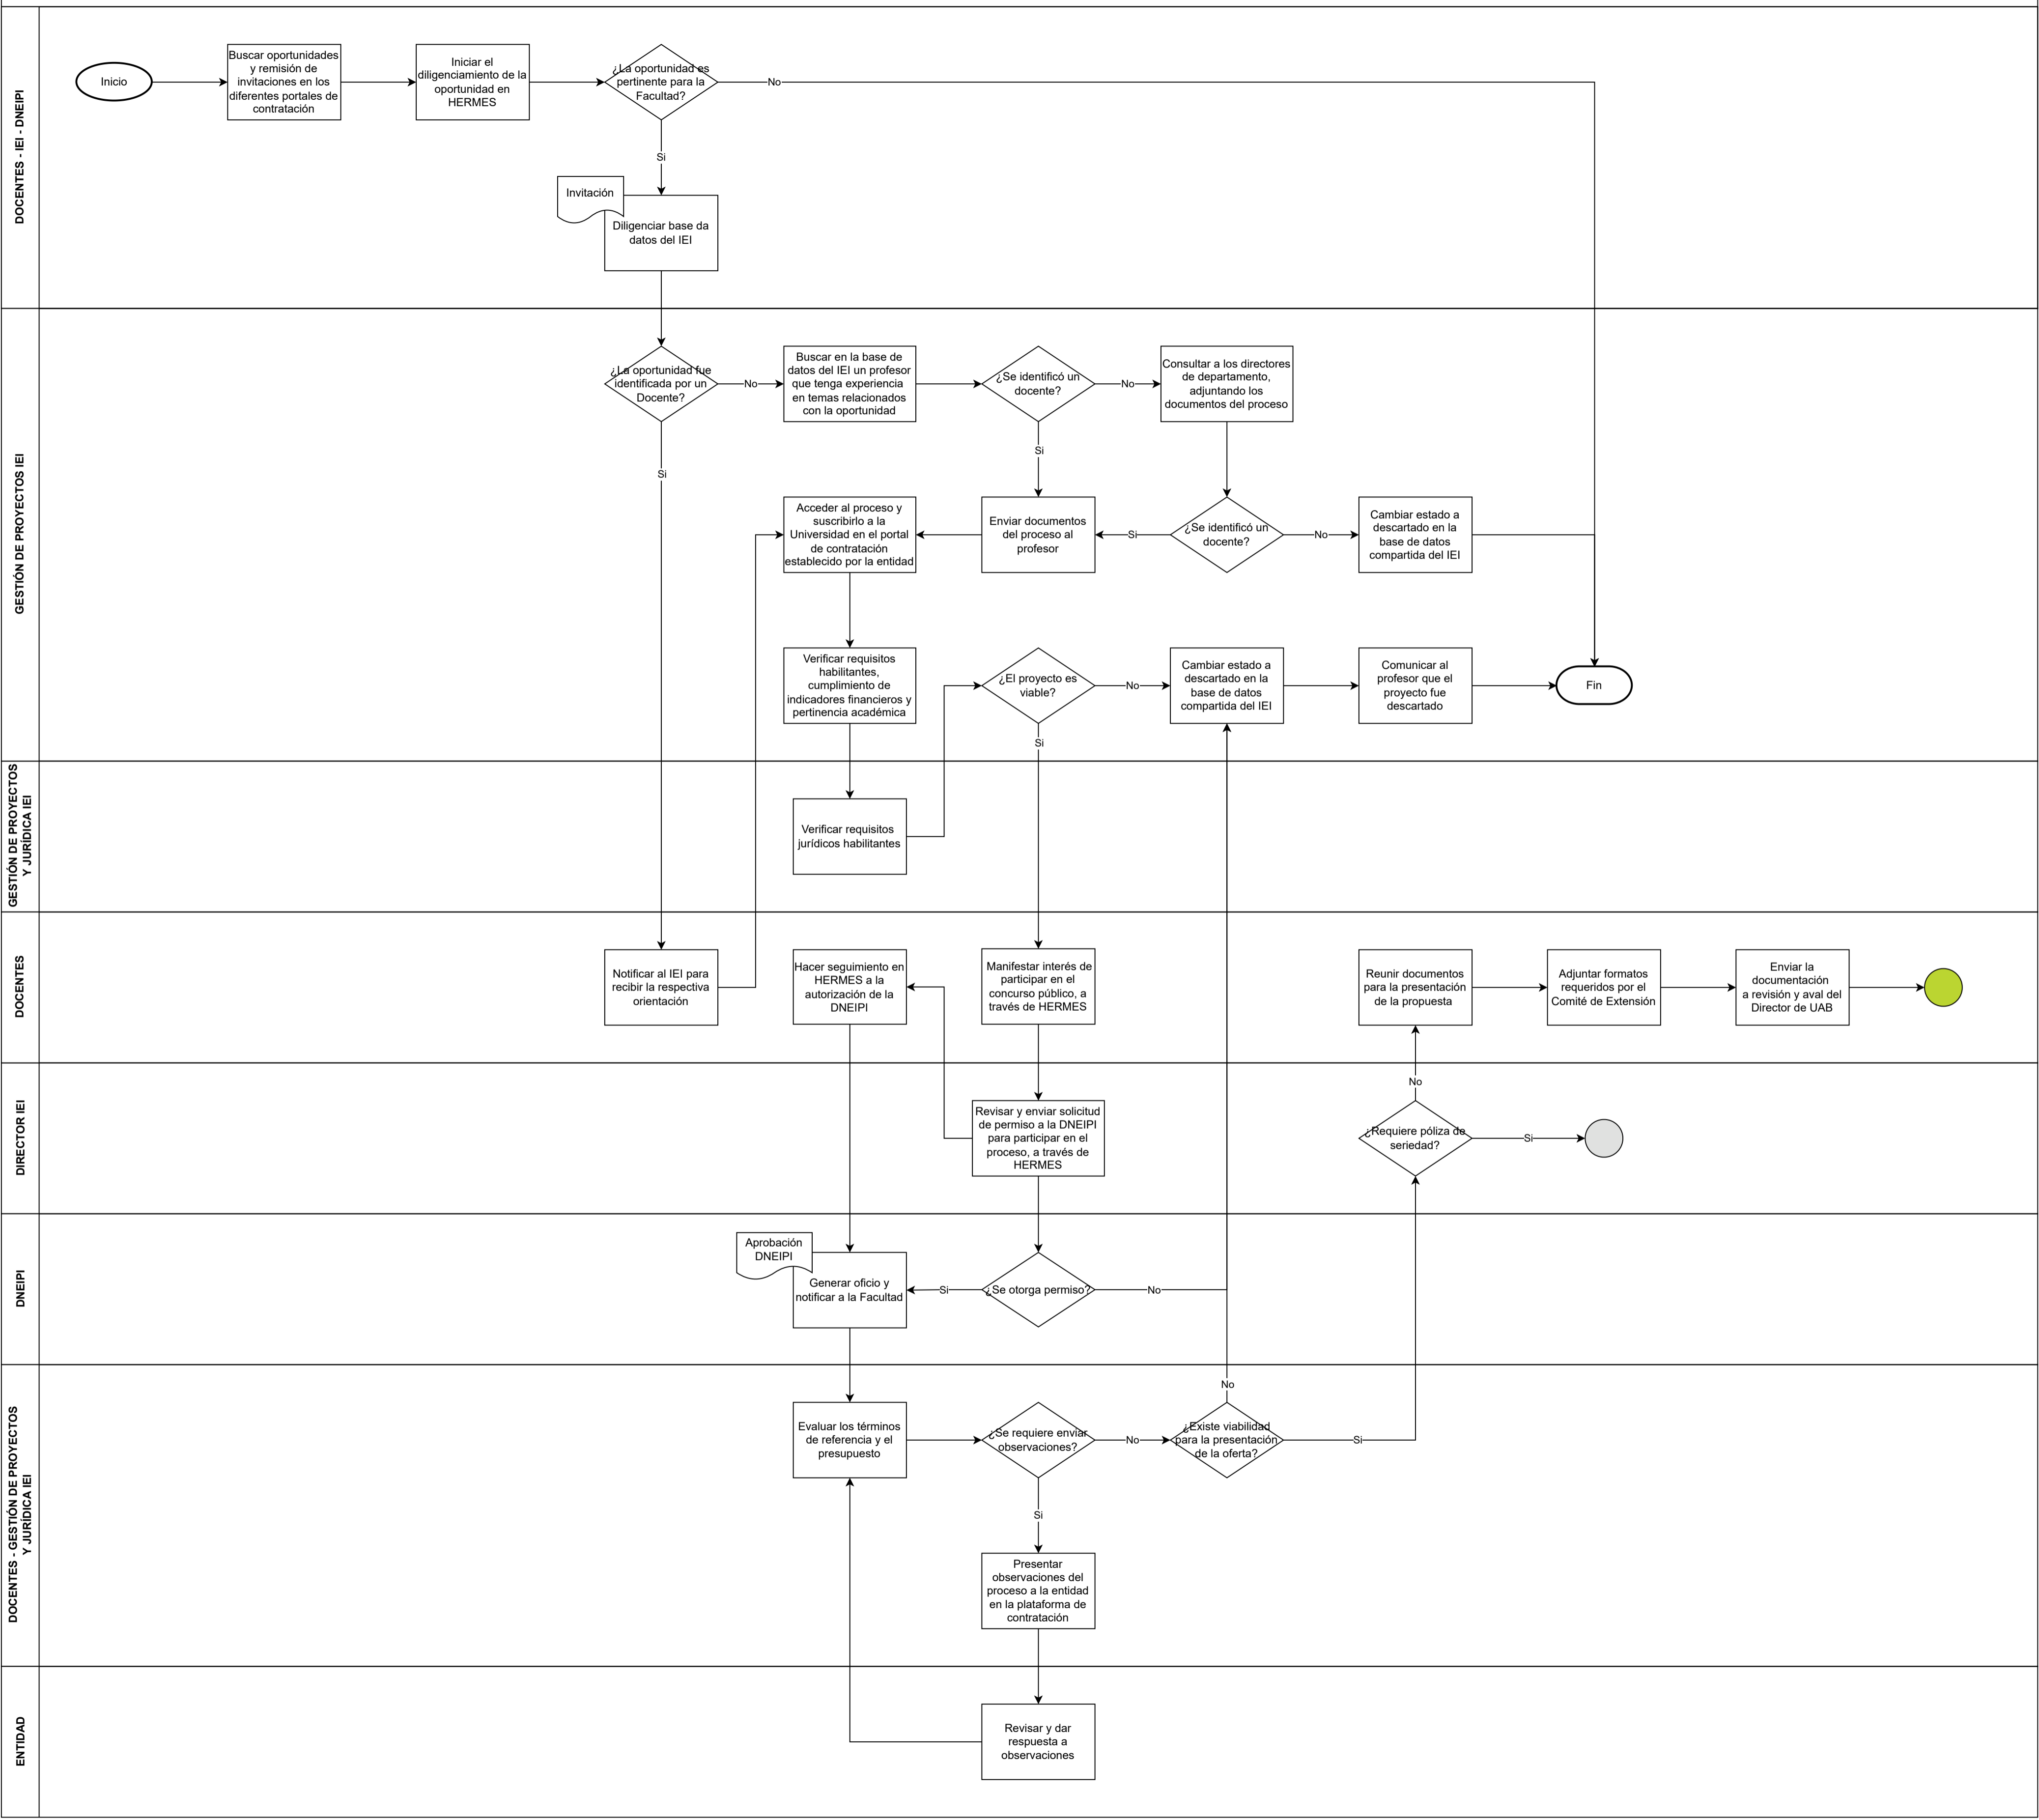 DOCENTES - IEI - DNEIPI
Inicio
Buscar oportunidades
y remisión de
invitaciones en los
diferentes portales de
contratación
Iniciar el
diligenciamiento de la
oportunidad en
HERMES
¿La oportunidad es
pertinente para la
Facultad?
No
Si
Invitación
Diligenciar base da
datos del IEI
GESTIÓN DE PROYECTOS IEI
¿La oportunidad fue
identificada por un
Docente?
No
Si
Buscar en la base de
datos del IEI un profesor
que tenga experiencia
en temas relacionados
con la oportunidad
¿Se identificó un
docente?
No
Si
Consultar a los directores
de departamento,
adjuntando los
documentos del proceso
Acceder al proceso y
suscribirlo a la
Universidad en el portal
de contratación
establecido por la entidad
Enviar documentos
del proceso al
profesor
Si
¿Se identificó un
docente?
No
Cambiar estado a
descartado en la
base de datos
compartida del IEI
Verificar requisitos
habilitantes,
cumplimiento de
indicadores financieros y
pertinencia académica
¿El proyecto es
viable?
No
Si
Cambiar estado a
descartado en la
base de datos
compartida del IEI
Comunicar al
profesor que el
proyecto fue
descartado
Fin
GESTIÓN DE PROYECTOS
Y JURÍDICA IEI
Verificar requisitos
jurídicos habilitantes
DOCENTES
Notificar al IEI para
recibir la respectiva
orientación
Hacer seguimiento en
HERMES a la
autorización de la
DNEIPI
Manifestar interés de
participar en el
concurso público, a
través de HERMES
Reunir documentos
para la presentación
de la propuesta
Adjuntar formatos
requeridos por el
Comité de Extensión
Enviar la
documentación
a revisión y aval del
Director de UAB
DIRECTOR IEI
Revisar y enviar solicitud
de permiso a la DNEIPI
para participar en el
proceso, a través de
HERMES
No
¿Requiere póliza de
seriedad?
Si
DNEIPI
Aprobación
DNEIPI
Generar oficio y
notificar a la Facultad
Si
¿Se otorga permiso?
No
DOCENTES - GESTIÓN DE PROYECTOS
Y JURÍDICA IEI
Evaluar los términos
de referencia y el
presupuesto
¿Se requiere enviar
observaciones?
No
Si
No
¿Existe viabilidad
para la presentación
de la oferta?
Si
Presentar
observaciones del
proceso a la entidad
en la plataforma de
contratación
ENTIDAD
Revisar y dar
respuesta a
observaciones